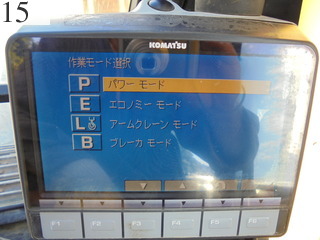 15
KOMATSU
作業モード選択
P パワー モード
E エコノミー モード
L アームクレーン モード
B ブレーカ モード
▼ ▲ ▼
F1 F2 F3 F4 F5 F6